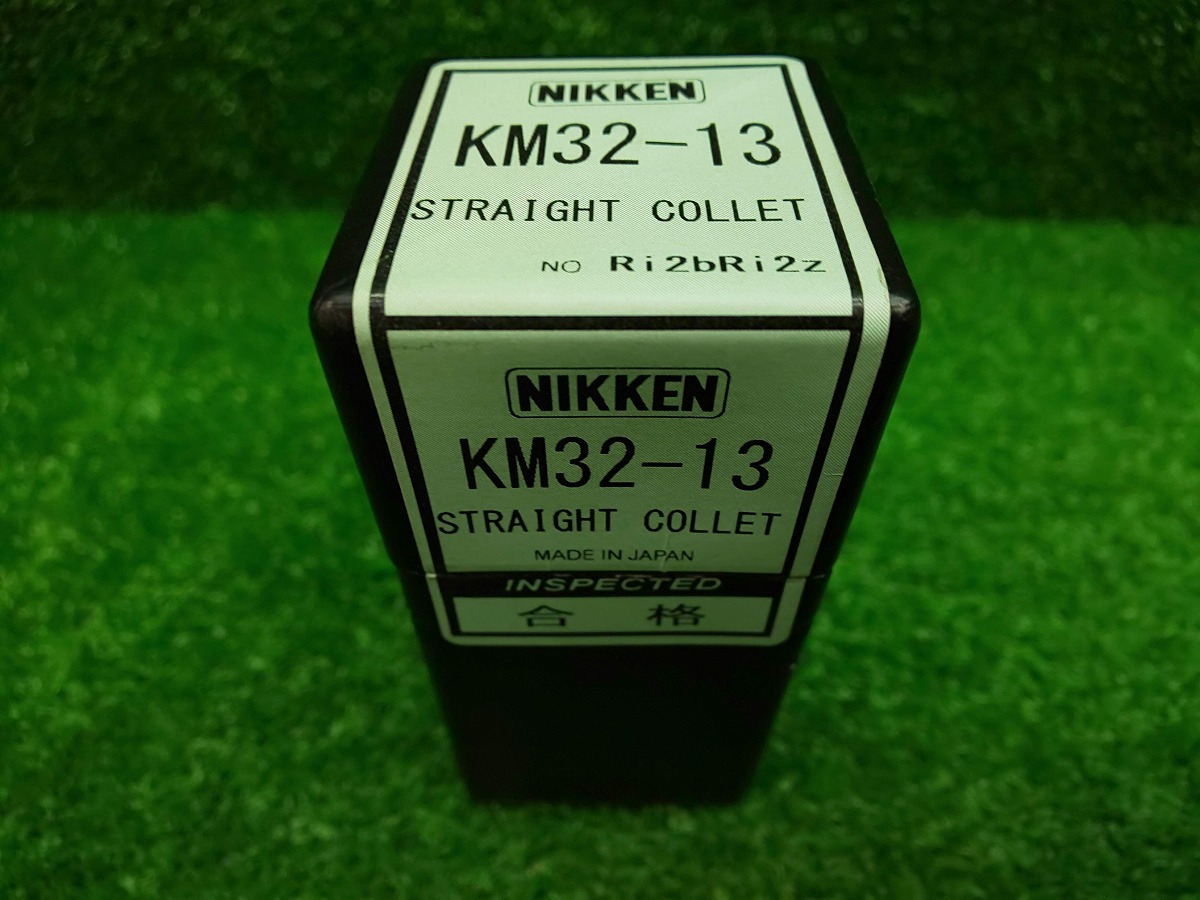 NIKKEN
KM32-13
STRAIGHT COLLET
NO Ri2bRi2z
NIKKEN
KM32-13
STRAIGHT COLLET
MADE IN JAPAN
INSPECTED
合格